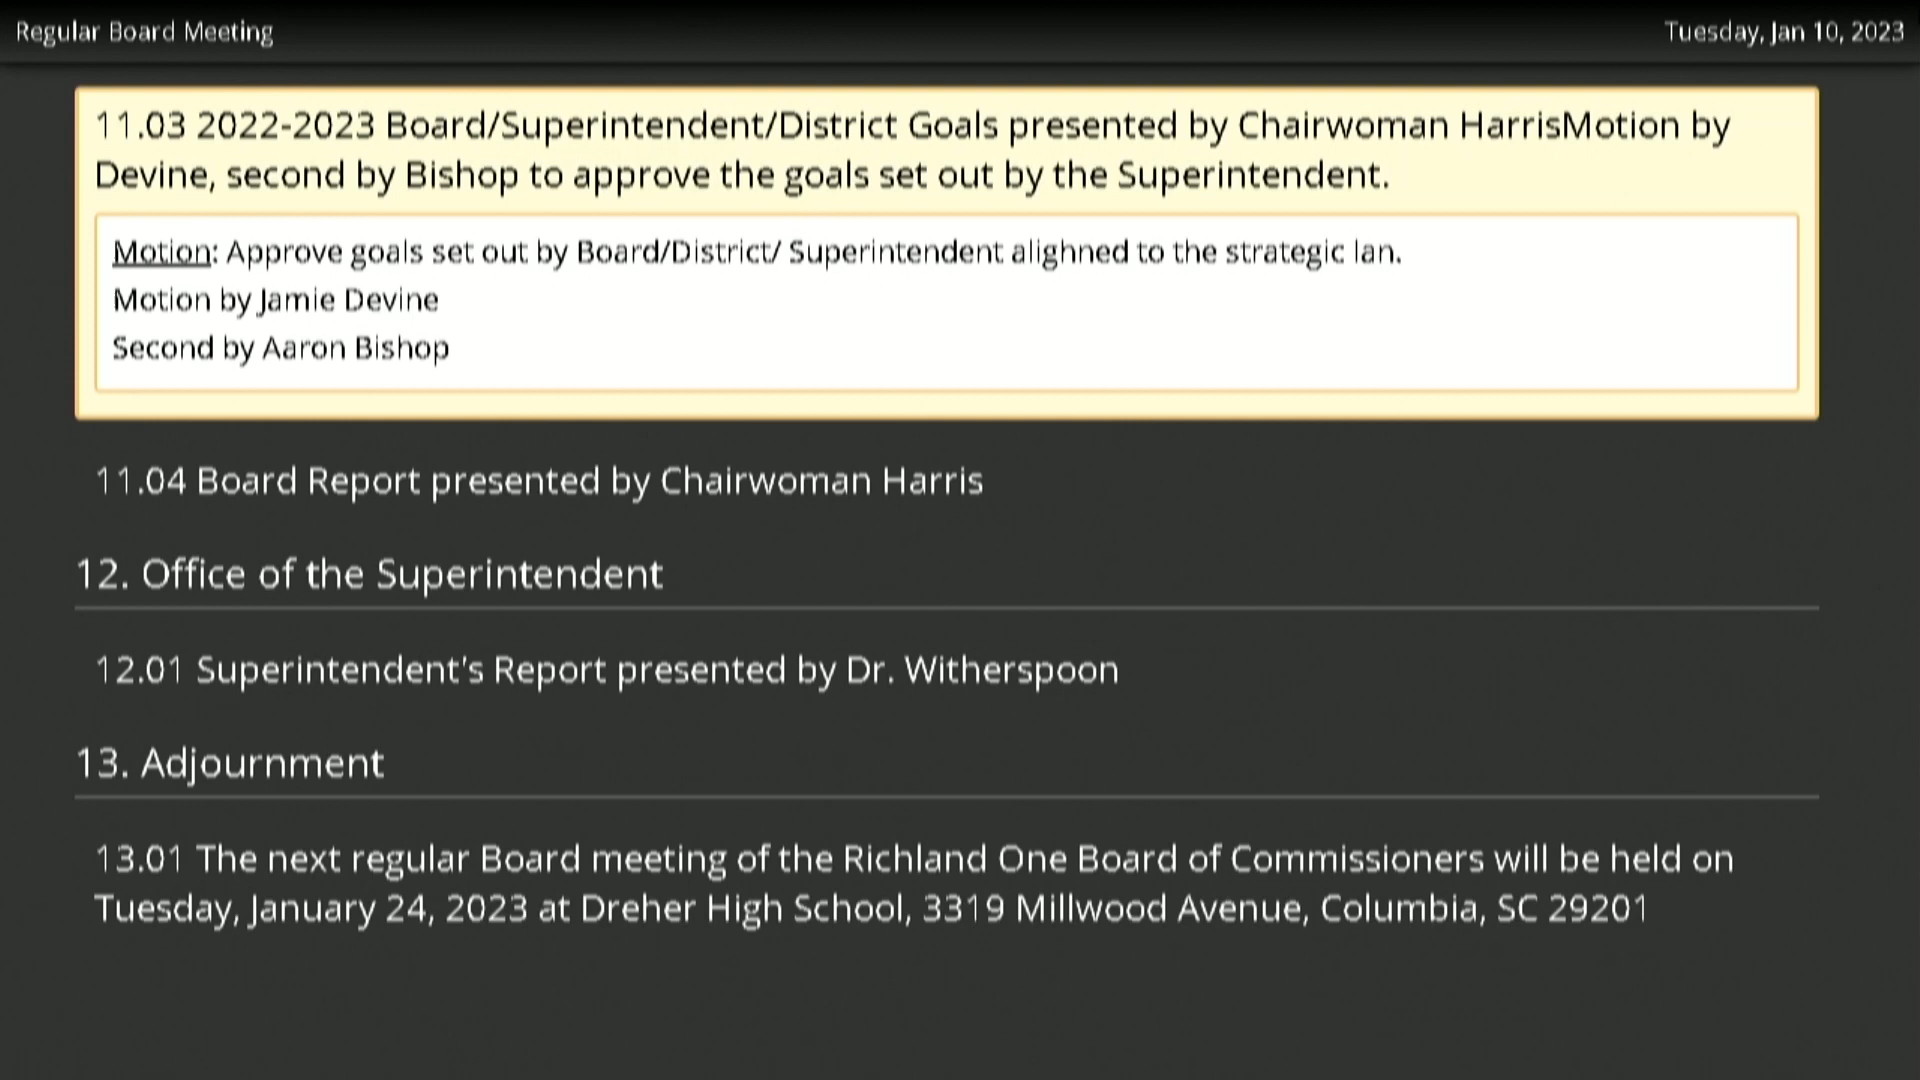 Regular Board Meeting
Tuesday, Jan 10, 2023
11.03 2022-2023 Board/Superintendent/District Goals presented by Chairwoman HarrisMotion by
Devine, second by Bishop to approve the goals set out by the Superintendent.
Motion: Approve goals set out by Board/District/ Superintendent alighned to the strategic lan.
Motion by Jamie Devine
Second by Aaron Bishop
11.04 Board Report presented by Chairwoman Harris
12. Office of the Superintendent
12.01 Superintendent's Report presented by Dr. Witherspoon
13. Adjournment
13.01 The next regular Board meeting of the Richland One Board of Commissioners will be held on
Tuesday, January 24, 2023 at Dreher High School, 3319 Millwood Avenue, Columbia, SC 29201